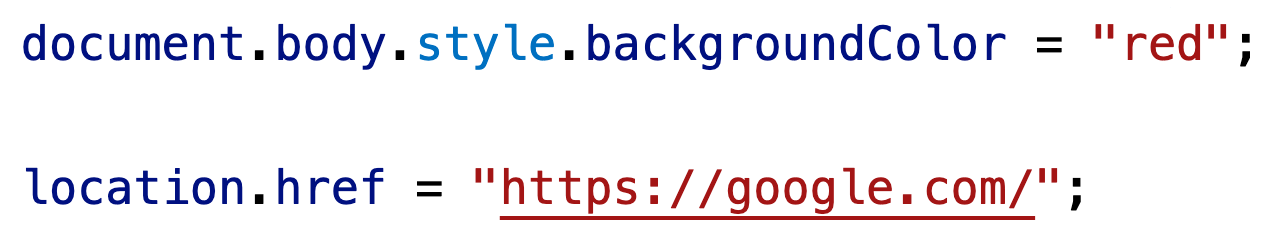 document.body.style.backgroundColor = "red";
location.href = "https://google.com/";